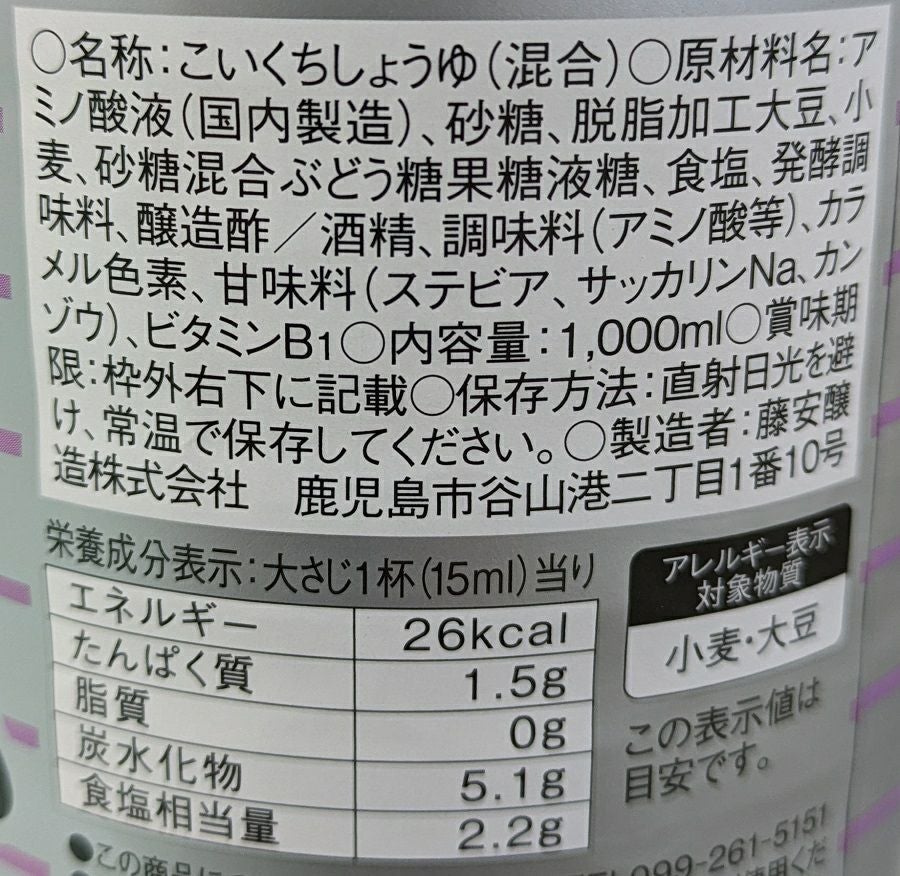 ○名称：こいくちしょうゆ（混合）○原材料名：ア
ミノ酸液（国内製造）、砂糖、脱脂加工大豆、小
麦、砂糖混合ぶどう糖果糖液糖、食塩、発酵調
味料、醸造酢／酒精、調味料（アミノ酸等）、カラ
メル色素、甘味料（ステビア、サッカリンNa、カン
ゾウ）、ビタミンB1○内容量：1,000ml○賞味期
限：枠外右下に記載○保存方法：直射日光を避
け、常温で保存してください。○製造者：藤安醸
造株式会社　鹿児島市谷山港二丁目1番10号
栄養成分表示：大さじ1杯（15ml）当り
エネルギー 26kcal
たんぱく質 1.5g
脂質 0g
炭水化物 5.1g
食塩相当量 2.2g
アレルギー表示
対象物質
小麦・大豆
この表示値は
目安です。
●この商品に
099-261-5151